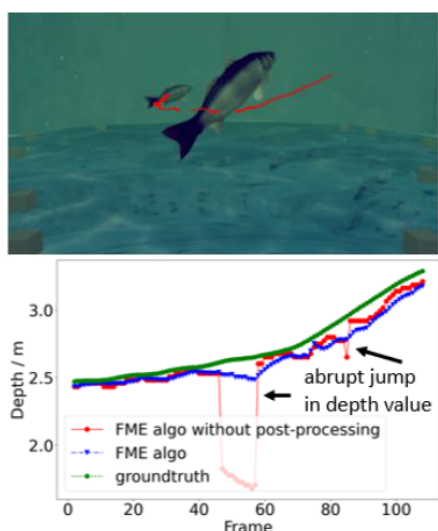 3.0
2.5
2.0
Depth / m
abrupt jump
in depth value
FME algo without post-processing
FME algo
groundtruth
0 20 40 60 80 100
Frame